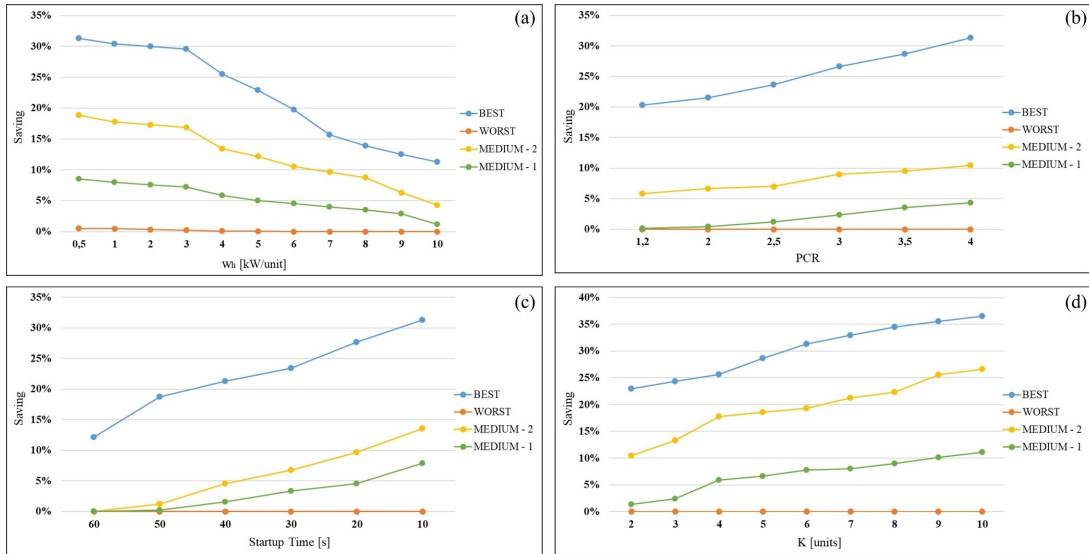 (a)
35%
30%
25%
20%
15%
10%
5%
0%
Saving
0,5 1 2 3 4 5 6 7 8 9 10
wh [kW/unit]
BEST
WORST
MEDIUM - 2
MEDIUM - 1
(b)
35%
30%
25%
20%
15%
10%
5%
0%
Saving
1,2 2 2,5 3 3,5 4
PCR
BEST
WORST
MEDIUM - 2
MEDIUM - 1
(c)
35%
30%
25%
20%
15%
10%
5%
0%
Saving
60 50 40 30 20 10
Startup Time [s]
BEST
WORST
MEDIUM - 2
MEDIUM - 1
(d)
40%
35%
30%
25%
20%
15%
10%
5%
0%
Saving
2 3 4 5 6 7 8 9 10
K [units]
BEST
WORST
MEDIUM - 2
MEDIUM - 1